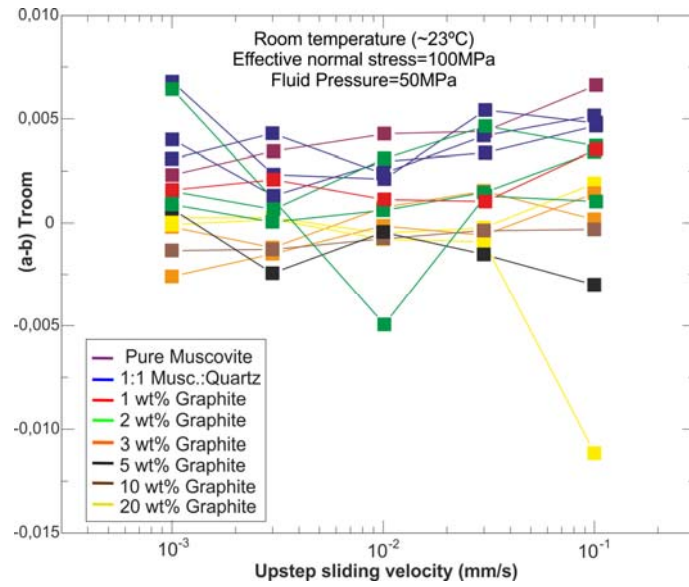 Room temperature (~23ºC)
Effective normal stress=100MPa
Fluid Pressure=50MPa
0,010
0,005
0
-0,005
-0,010
-0,015
(a-b) Troom
Pure Muscovite
1:1 Musc.:Quartz
1 wt% Graphite
2 wt% Graphite
3 wt% Graphite
5 wt% Graphite
10 wt% Graphite
20 wt% Graphite
10-3 10-2 10-1
Upstep sliding velocity (mm/s)